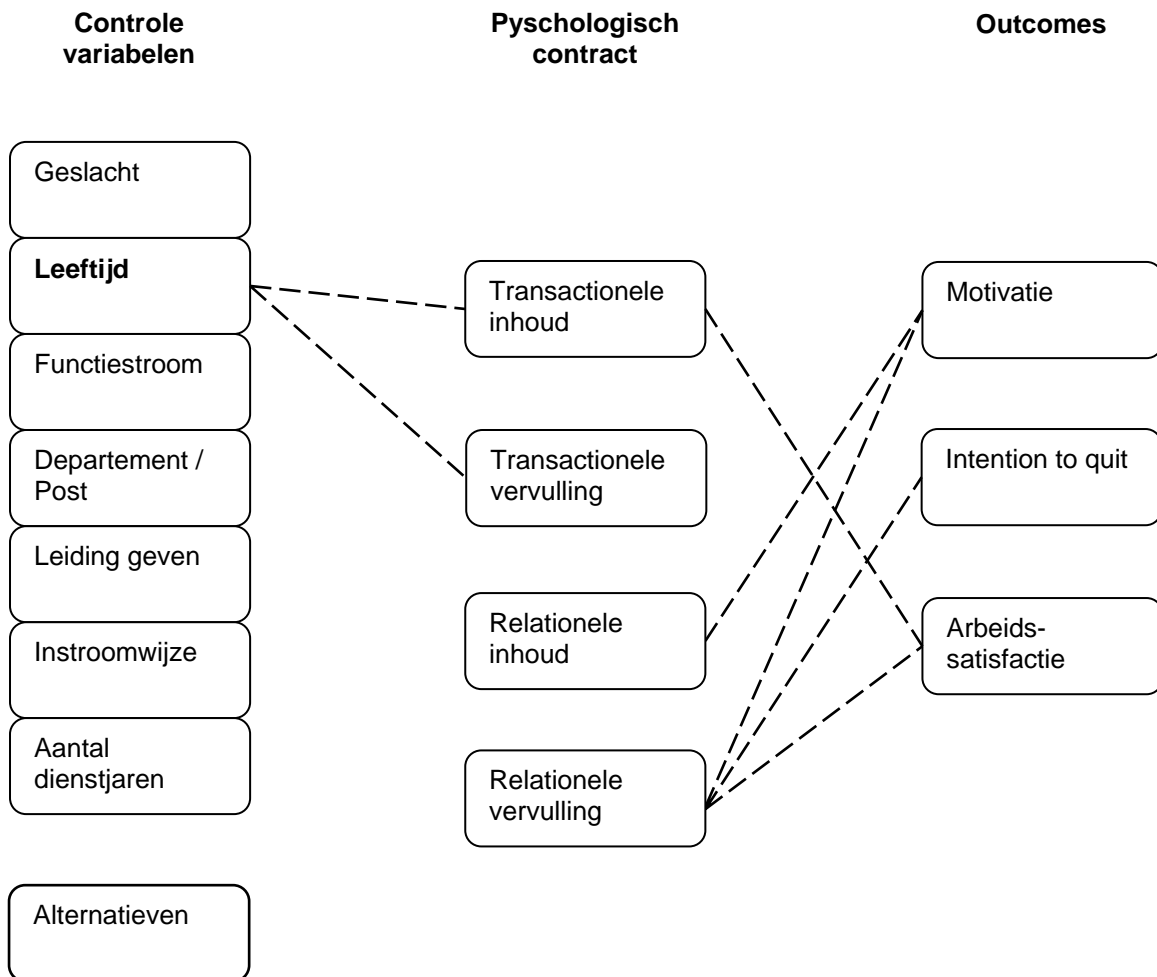 Controle
variabelen
Pyschologisch
contract
Outcomes
Geslacht
Leeftijd
Functiestroom
Departement /
Post
Leiding geven
Instroomwijze
Aantal
dienstjaren
Alternatieven
Transactionele
inhoud
Transactionele
vervulling
Relationele
inhoud
Relationele
vervulling
Motivatie
Intention to quit
Arbeids-
satisfactie